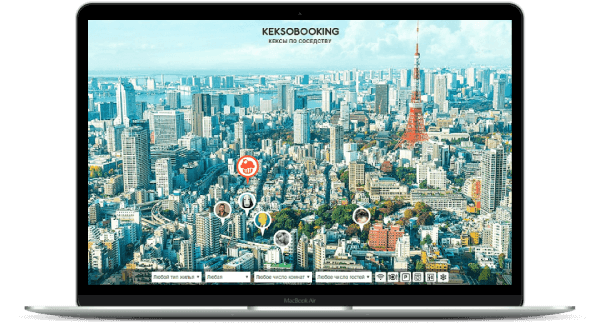 KEKSOBOOKING
КЕКСЫ ПО СОСЕДСТВУ
Любой тип жилья
Любая
Любое число комнат
Любое число гостей
MacBook Air